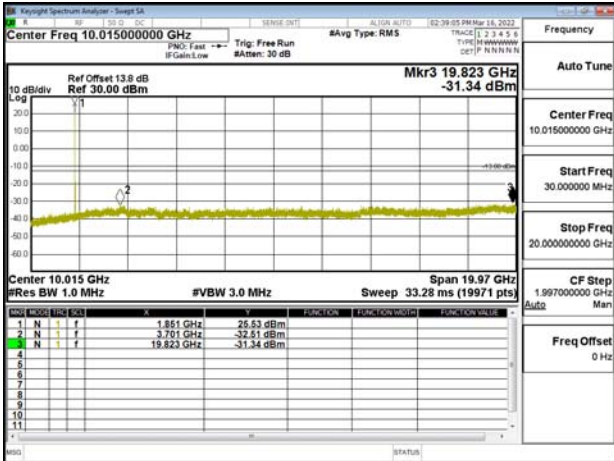 Keysight Spectrum Analyzer - Swept SA
R RF 50 Ω DC SENSE:INT ALIGN AUTO 02:39:05 PM Mar 16, 2022
Center Freq 10.015000000 GHz
PNO: Fast
IFGain:Low
Trig: Free Run
#Atten: 30 dB
#Avg Type: RMS
TRACE 1 2 3 4 5 6
TYPE M WWWWW
DET P N N N N N
Ref Offset 13.8 dB
Ref 30.00 dBm
10 dB/div
Log
Mkr3 19.823 GHz
-31.34 dBm
20.0
10.0
0.00
-10.0
-20.0
-30.0
-40.0
-50.0
-60.0
1
2
3
-13.00 dBm
Center 10.015 GHz
#Res BW 1.0 MHz
#VBW 3.0 MHz
Span 19.97 GHz
Sweep 33.28 ms (19971 pts)
MKR MODE TRC SCL X Y FUNCTION FUNCTION WIDTH FUNCTION VALUE
1 N 1 f 1.851 GHz 25.53 dBm
2 N 1 f 3.701 GHz -32.51 dBm
3 N 1 f 19.823 GHz -31.34 dBm
4
5
6
7
8
9
10
11
MSG
STATUS
Frequency
Auto Tune
Center Freq
10.015000000 GHz
Start Freq
30.000000 MHz
Stop Freq
20.000000000 GHz
CF Step
1.997000000 GHz
Auto Man
Freq Offset
0 Hz